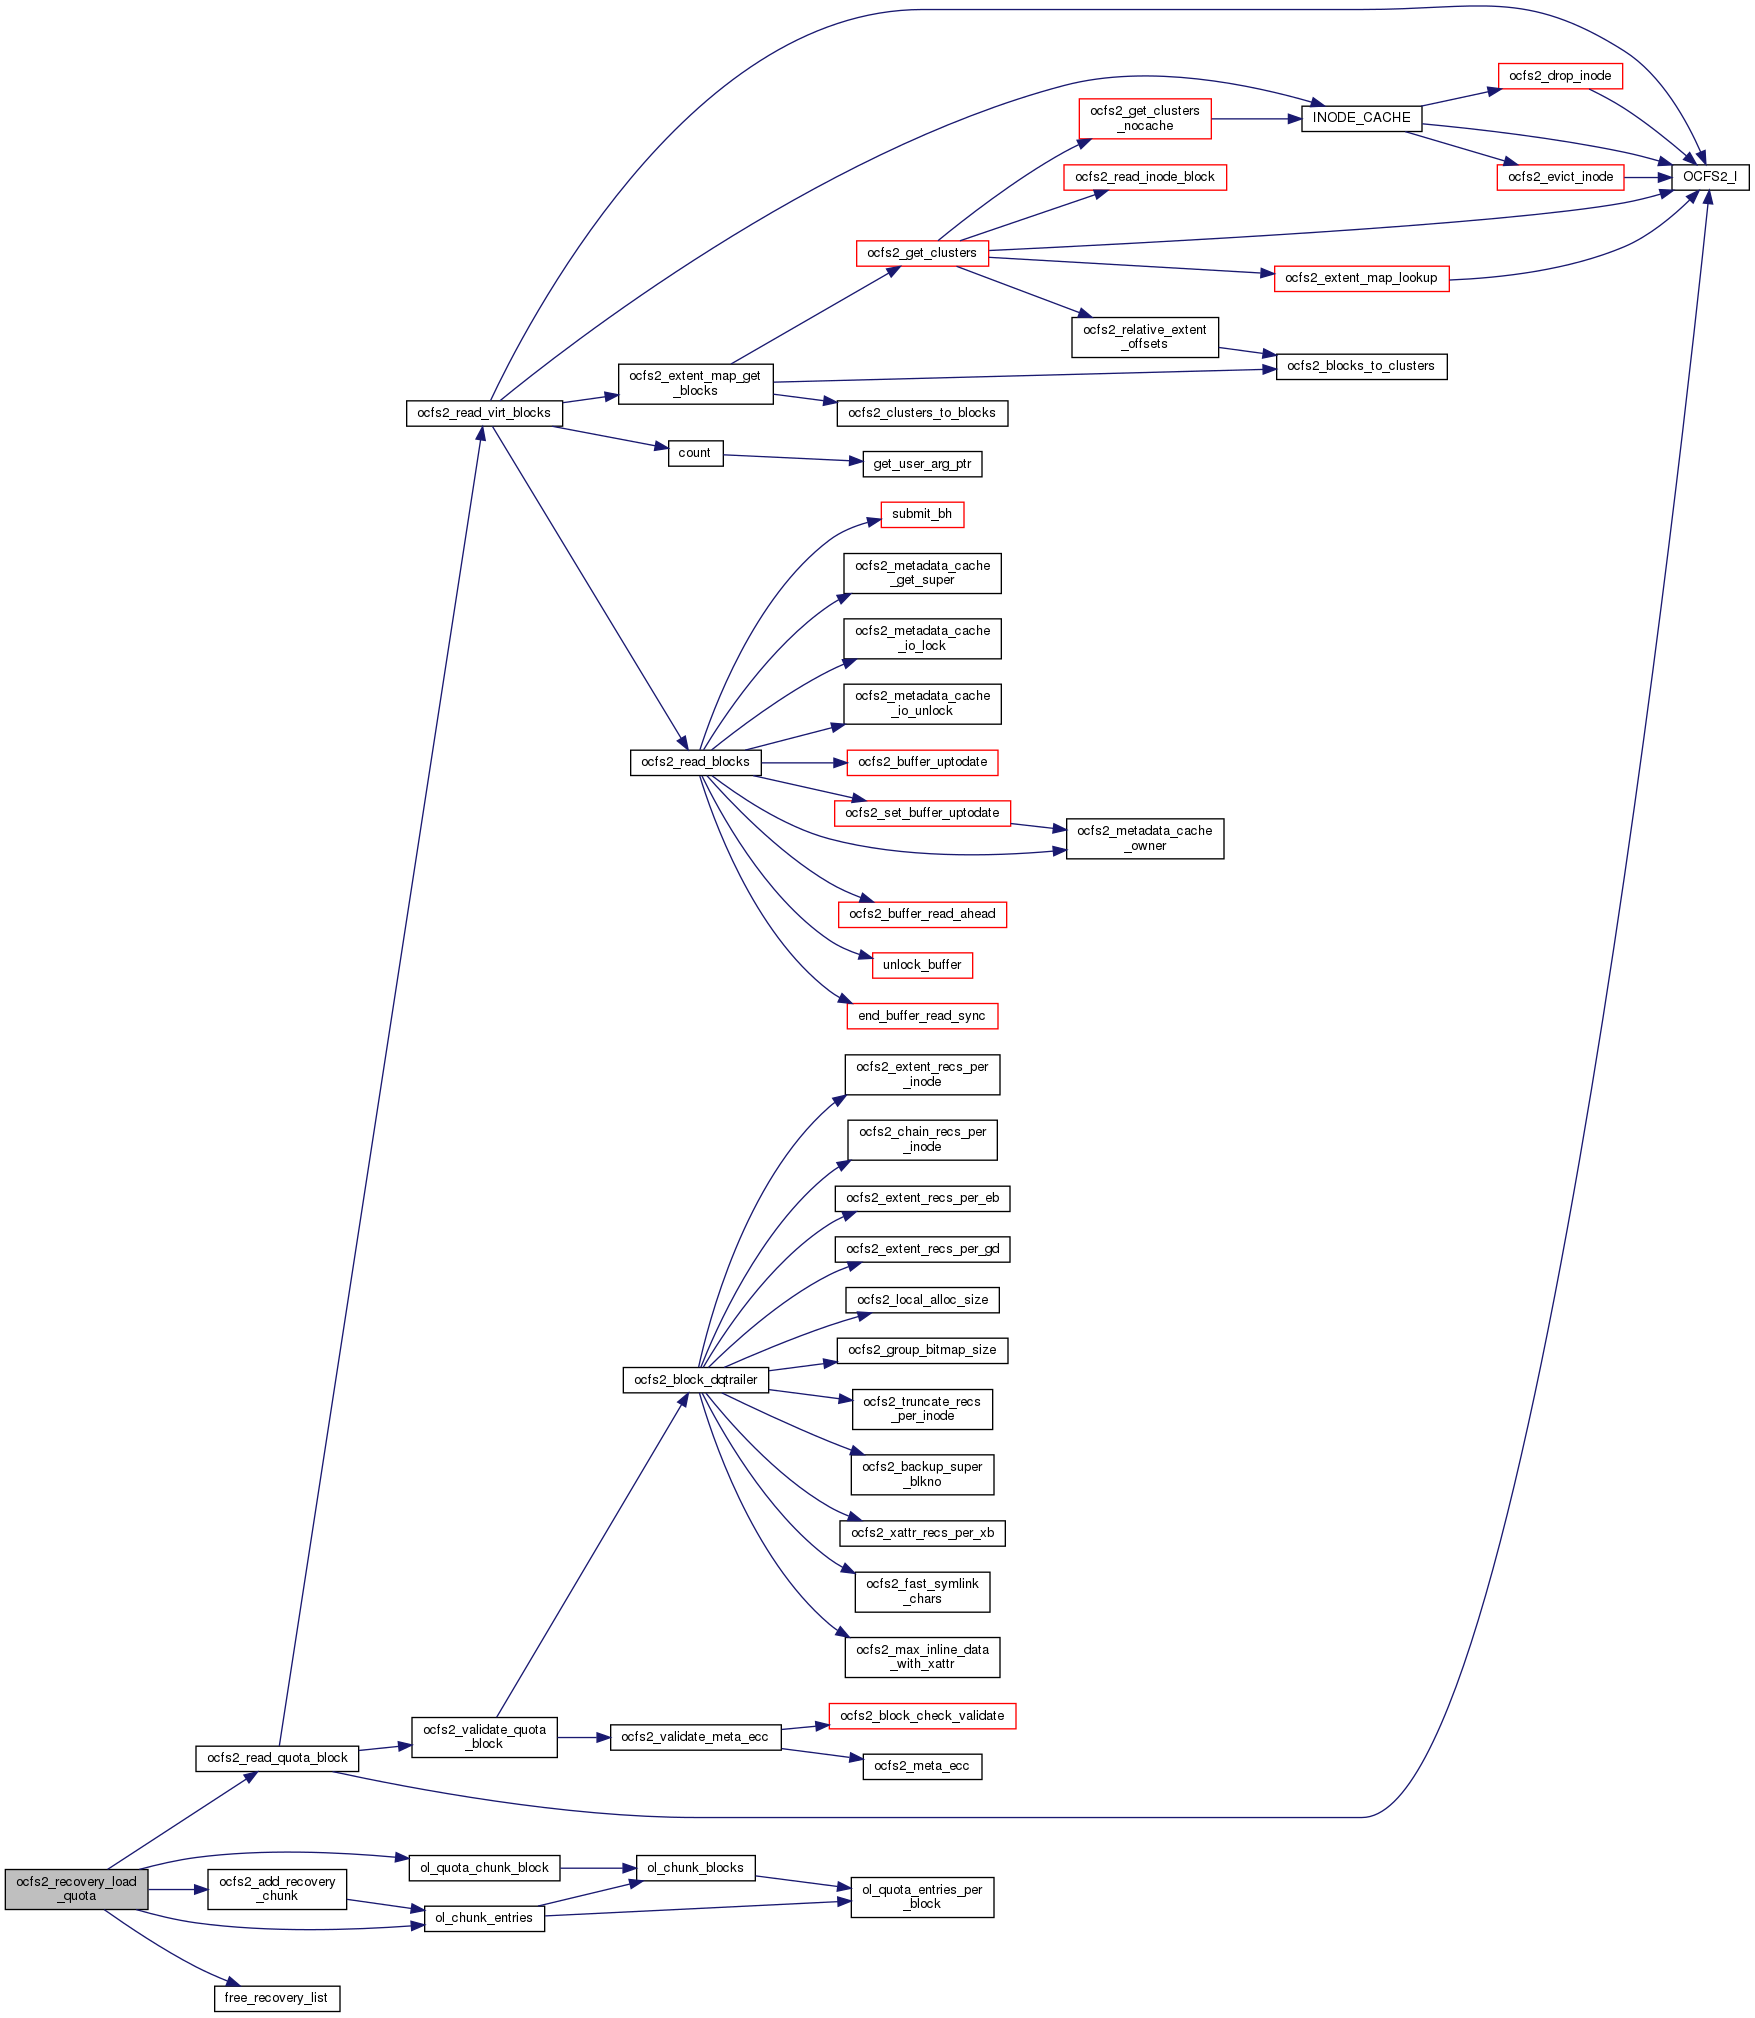 ocfs2_drop_inode
ocfs2_get_clusters
_nocache
INODE_CACHE
ocfs2_read_inode_block
ocfs2_evict_inode
OCFS2_I
ocfs2_get_clusters
ocfs2_extent_map_lookup
ocfs2_relative_extent
_offsets
ocfs2_extent_map_get
_blocks
ocfs2_blocks_to_clusters
ocfs2_read_virt_blocks
ocfs2_clusters_to_blocks
count
get_user_arg_ptr
submit_bh
ocfs2_metadata_cache
_get_super
ocfs2_metadata_cache
_io_lock
ocfs2_metadata_cache
_io_unlock
ocfs2_read_blocks
ocfs2_buffer_uptodate
ocfs2_set_buffer_uptodate
ocfs2_metadata_cache
_owner
ocfs2_buffer_read_ahead
unlock_buffer
end_buffer_read_sync
ocfs2_extent_recs_per
_inode
ocfs2_chain_recs_per
_inode
ocfs2_extent_recs_per_eb
ocfs2_extent_recs_per_gd
ocfs2_local_alloc_size
ocfs2_group_bitmap_size
ocfs2_block_dqtrailer
ocfs2_truncate_recs
_per_inode
ocfs2_backup_super
_blkno
ocfs2_xattr_recs_per_xb
ocfs2_fast_symlink
_chars
ocfs2_max_inline_data
_with_xattr
ocfs2_block_check_validate
ocfs2_validate_quota
_block
ocfs2_validate_meta_ecc
ocfs2_read_quota_block
ocfs2_meta_ecc
ol_quota_chunk_block
ol_chunk_blocks
ocfs2_recovery_load
_quota
ocfs2_add_recovery
_chunk
ol_quota_entries_per
_block
ol_chunk_entries
free_recovery_list